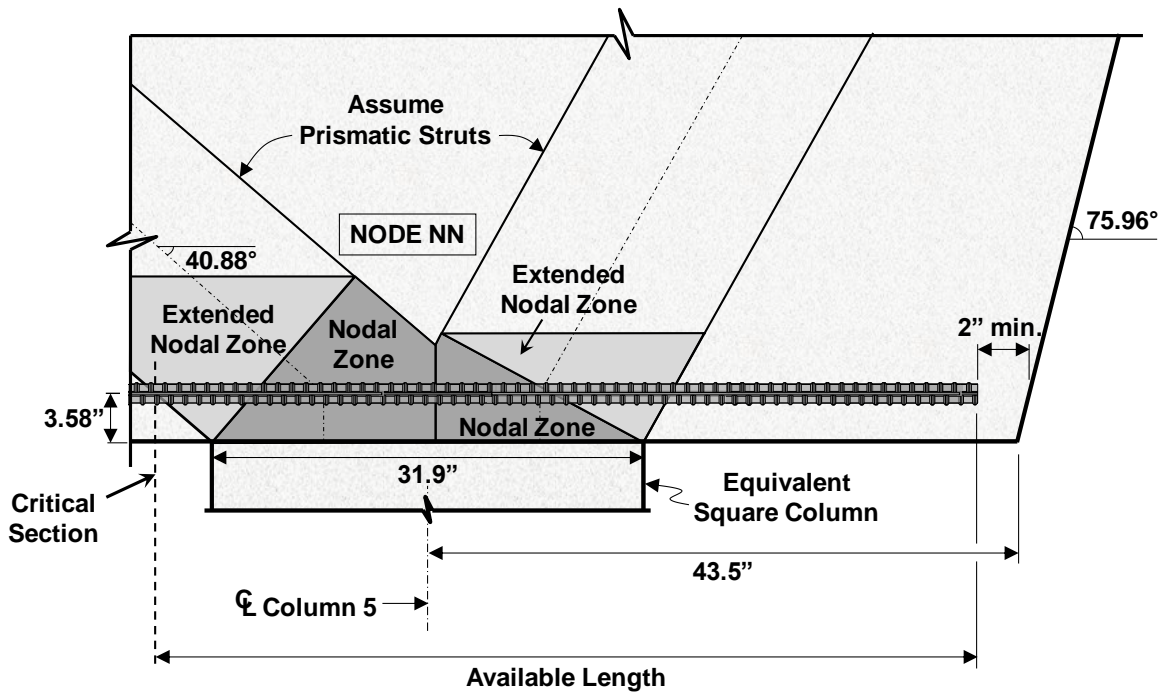 Assume
Prismatic Struts
NODE NN
75.96°
40.88°
Extended
Nodal Zone
Extended
Nodal Zone
Nodal
Zone
2” min.
3.58”
Nodal Zone
31.9”
Critical
Section
Equivalent
Square Column
43.5”
℄ Column 5
Available Length